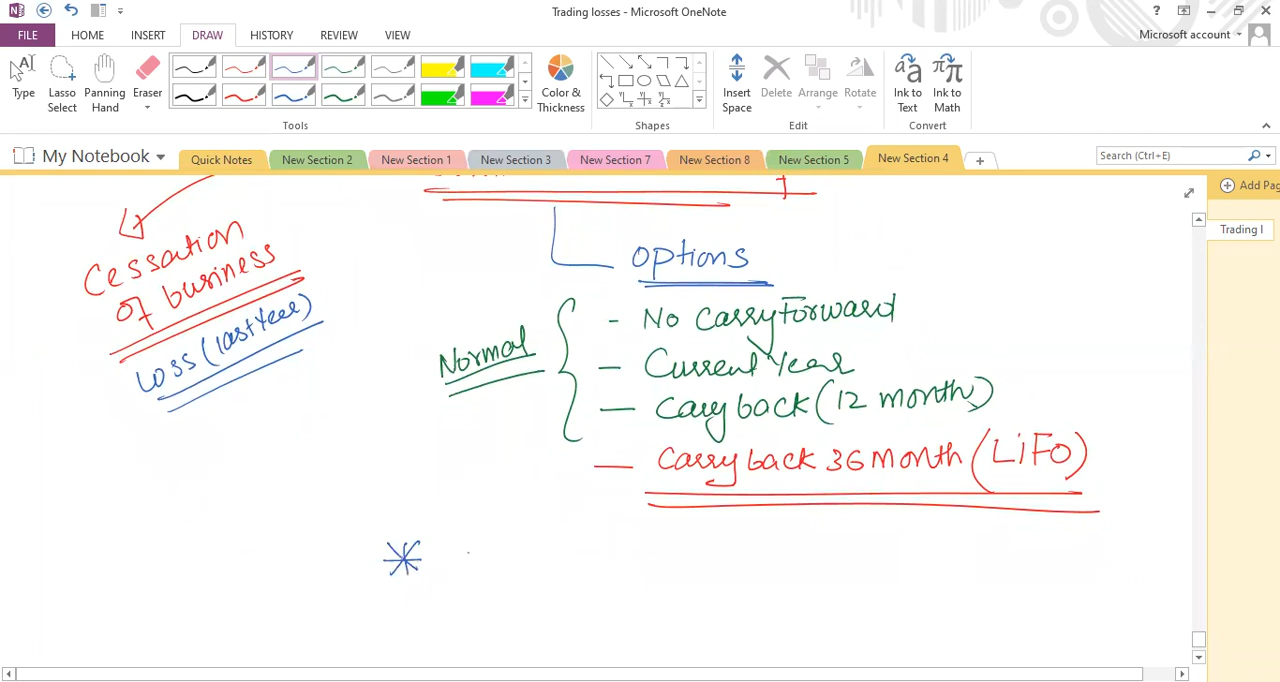 Trading losses - Microsoft OneNote
FILE HOME INSERT DRAW HISTORY REVIEW VIEW
Microsoft account
Type
Lasso Select
Panning Hand
Eraser
Color & Thickness
Insert Space
Delete
Arrange
Rotate
Ink to Text
Ink to Math
Tools
Shapes
Edit
Convert
My Notebook
Quick Notes
New Section 2
New Section 1
New Section 3
New Section 7
New Section 8
New Section 5
New Section 4
Search (Ctrl+E)
Add Pag
Trading l
Cessation
of business
Loss (last Year)
Options
Normal
- No CarryForward
- Current Year
- Cary back (12 month)
- Carry back 36 month (LiFO)